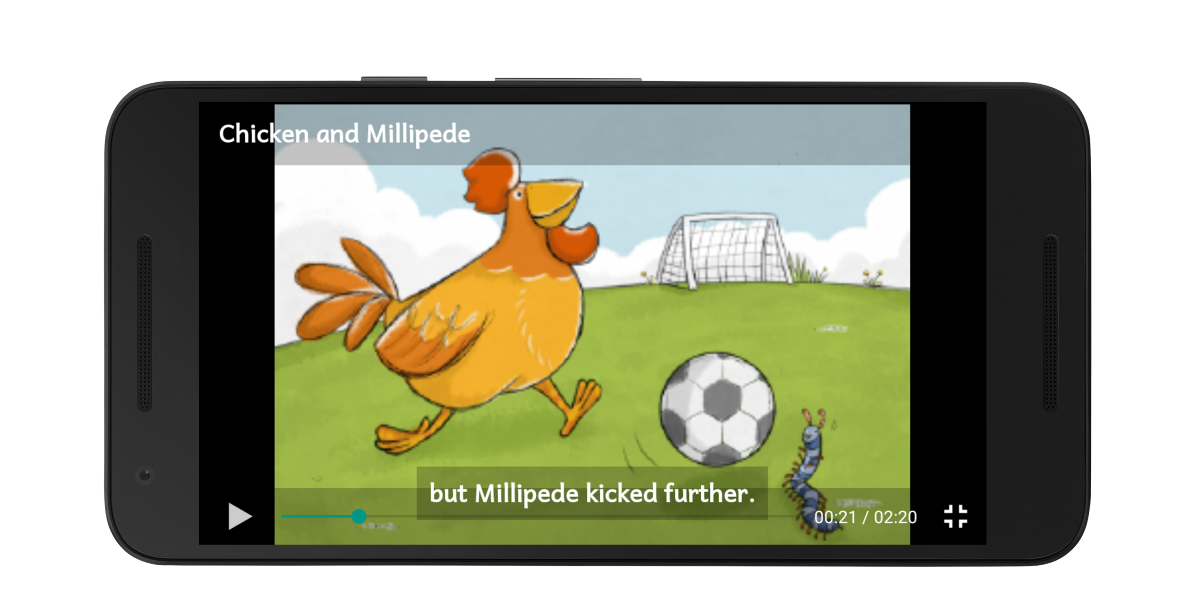 Chicken and Millipede
but Millipede kicked further.
00:21 / 02:20